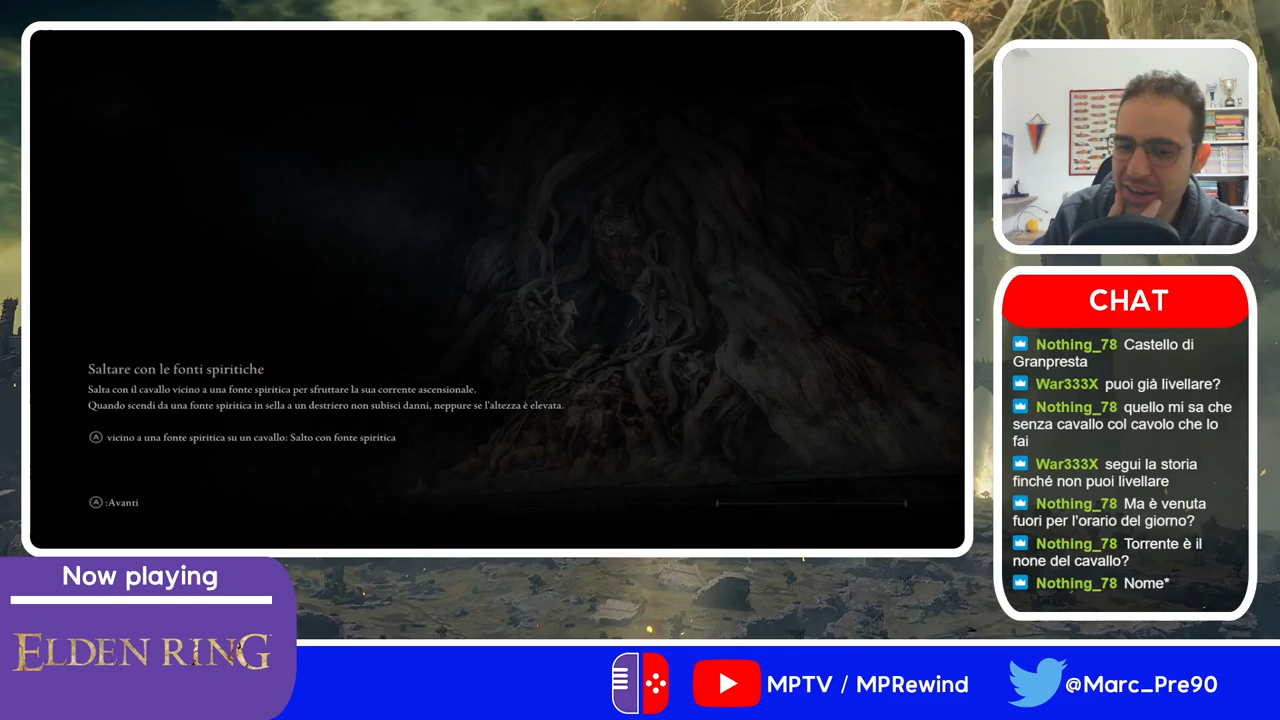 Saltare con le fonti spiritiche
Salta con il cavallo vicino a una fonte spiritica per sfruttare la sua corrente ascensionale.
Quando scendi da una fonte spiritica in sella a un destriero non subisci danni, neppure se l'altezza è elevata.
A vicino a una fonte spiritica su un cavallo: Salto con fonte spiritica
A :Avanti
CHAT
Nothing_78 Castello di
Granpresta
War333X puoi già livellare?
Nothing_78 quello mi sa che
senza cavallo col cavolo che lo
fai
War333X segui la storia
finché non puoi livellare
Nothing_78 Ma è venuta
fuori per l'orario del giorno?
Nothing_78 Torrente è il
none del cavallo?
Nothing_78 Nome*
Now playing
ELDEN RING
MPTV / MPRewind
@Marc_Pre90